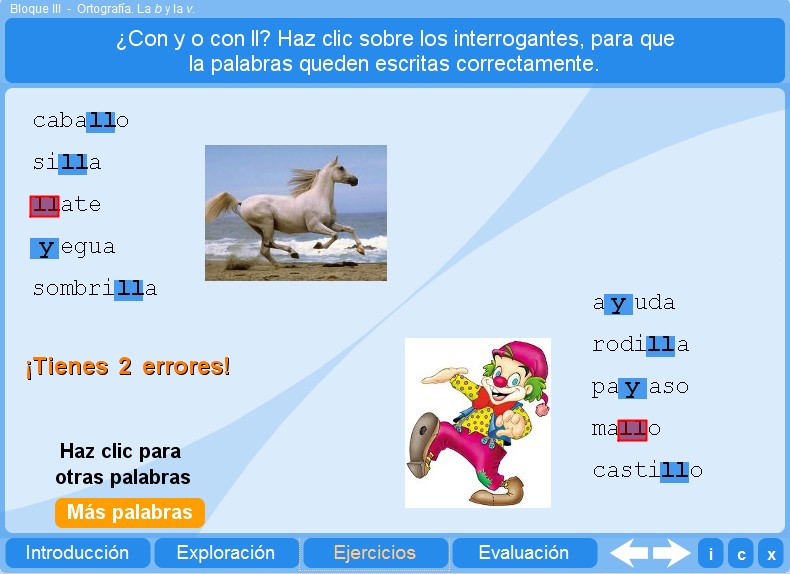 Bloque III - Ortografía. La b y la v.
¿Con y o con ll? Haz clic sobre los interrogantes, para que
la palabras queden escritas correctamente.
caballo
silla
llate
yegua
sombrilla
¡Tienes 2 errores!
Haz clic para
otras palabras
Más palabras
ayuda
rodilla
payaso
mallo
castillo
Introducción
Exploración
Ejercicios
Evaluación
i
c
x